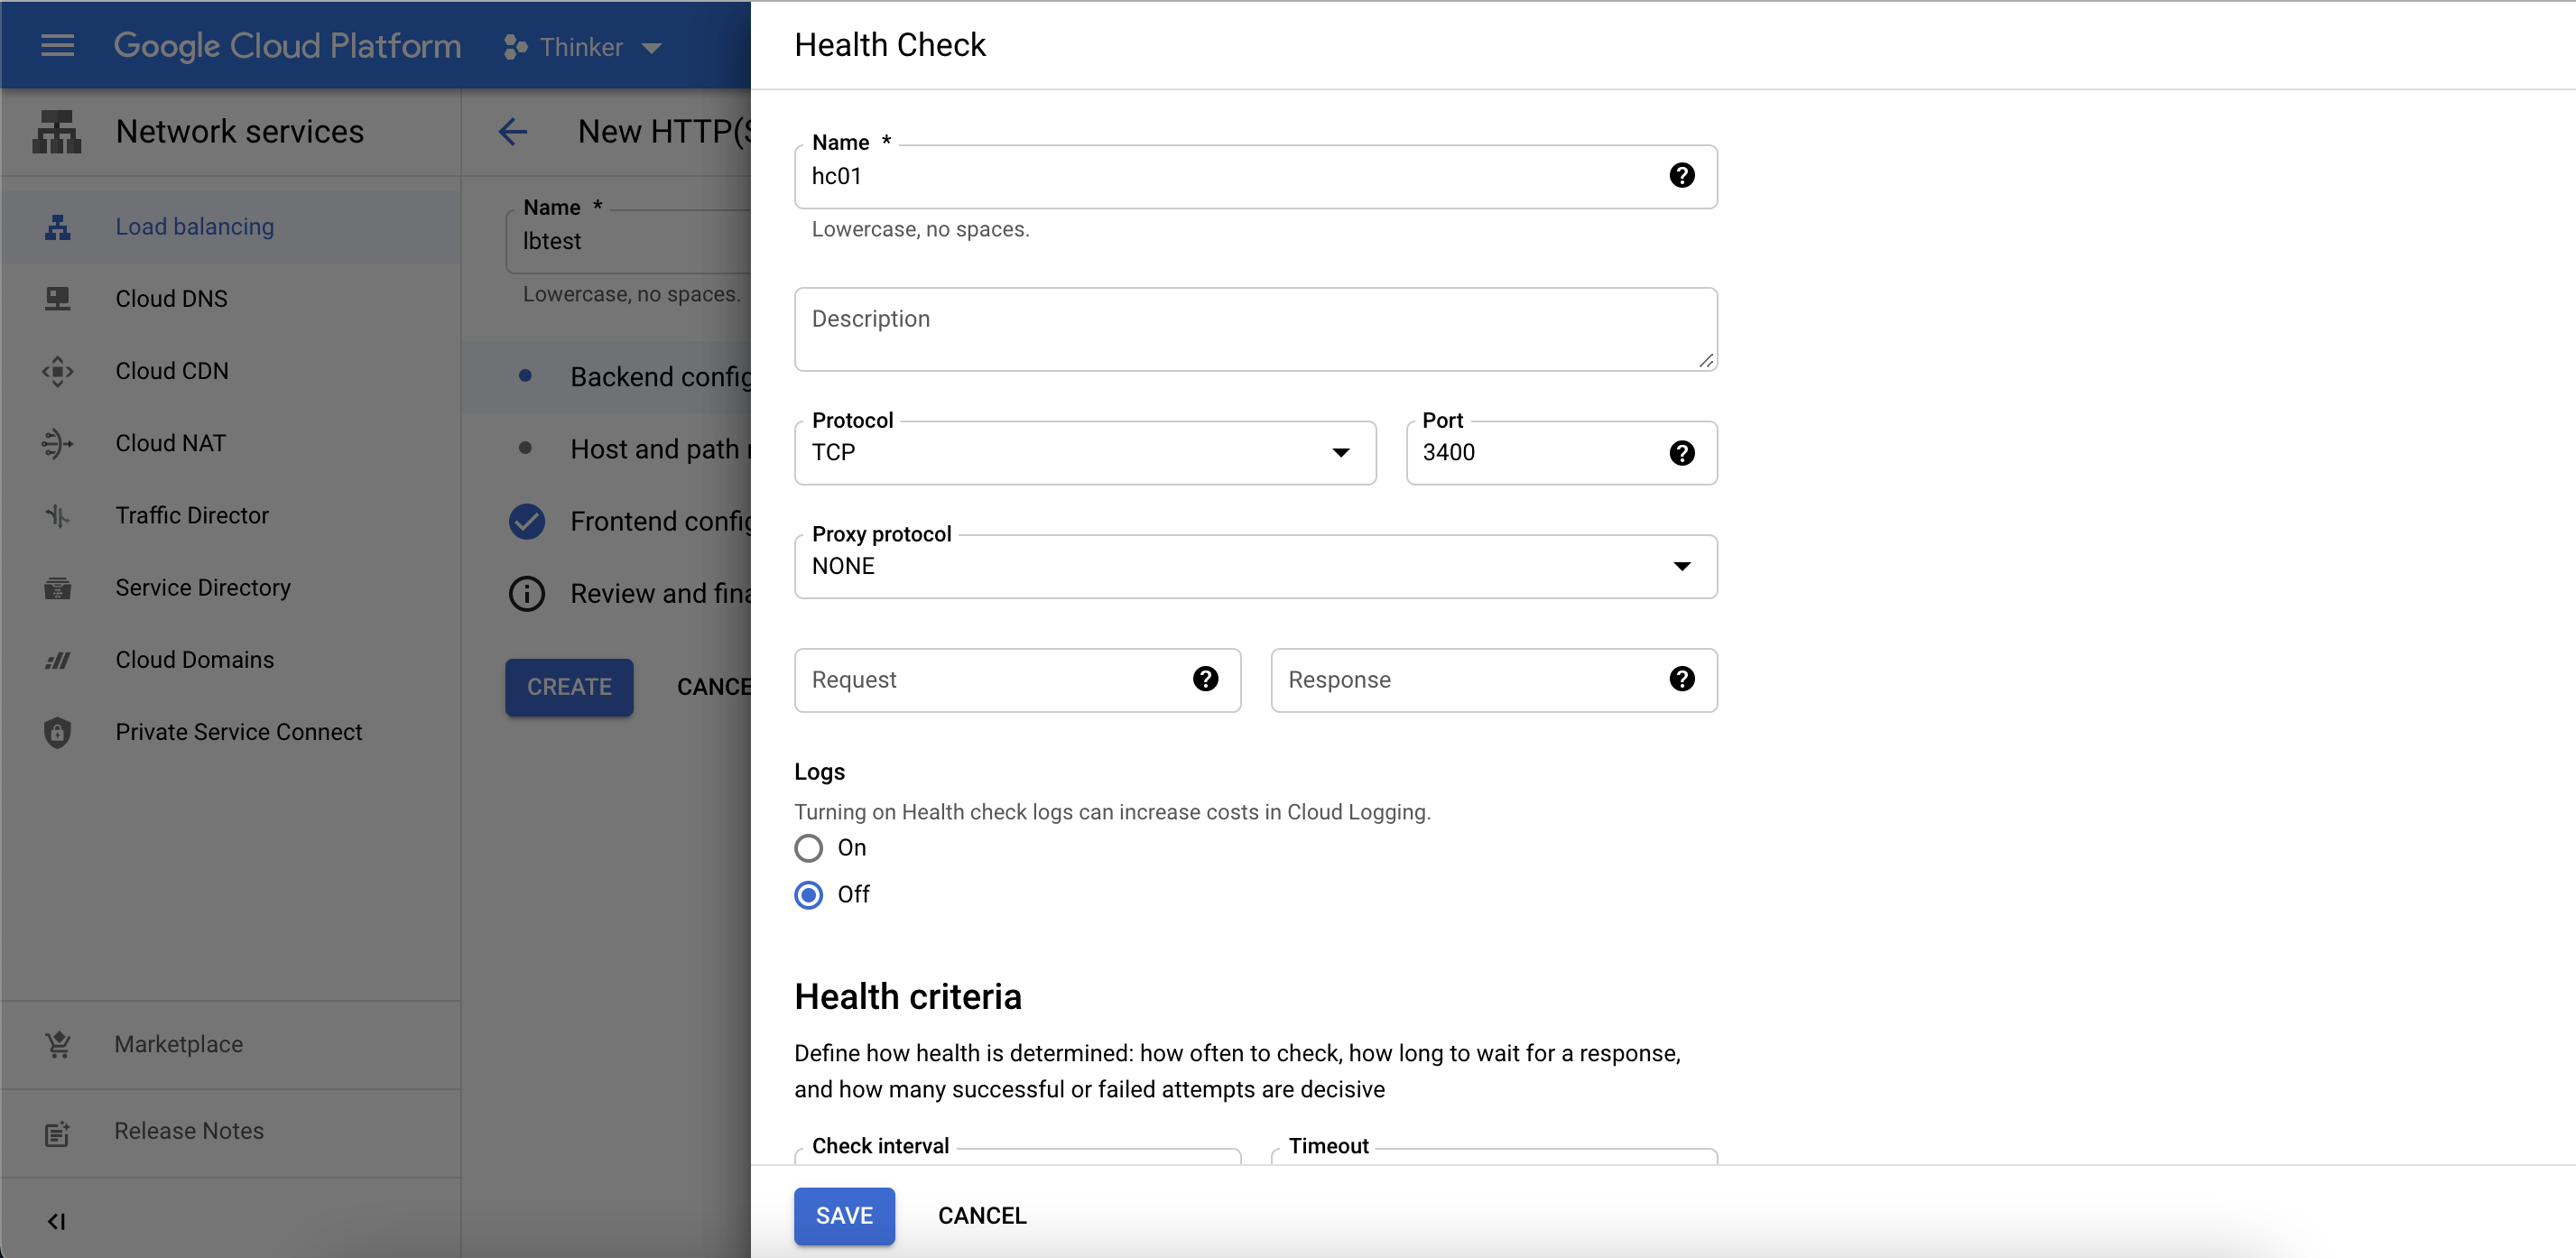 Google Cloud Platform
Thinker
Network services
Load balancing
Cloud DNS
Cloud CDN
Cloud NAT
Traffic Director
Service Directory
Cloud Domains
Private Service Connect
Marketplace
Release Notes
New HTTP(S
Name *
lbtest
Lowercase, no spaces.
Backend config
Host and path r
Frontend config
Review and fina
CREATE
CANCE
Health Check
Name *
hc01
Lowercase, no spaces.
Description
Protocol
TCP
Port
3400
Proxy protocol
NONE
Request
Response
Logs
Turning on Health check logs can increase costs in Cloud Logging.
On
Off
Health criteria
Define how health is determined: how often to check, how long to wait for a response,
and how many successful or failed attempts are decisive
Check interval
Timeout
SAVE
CANCEL